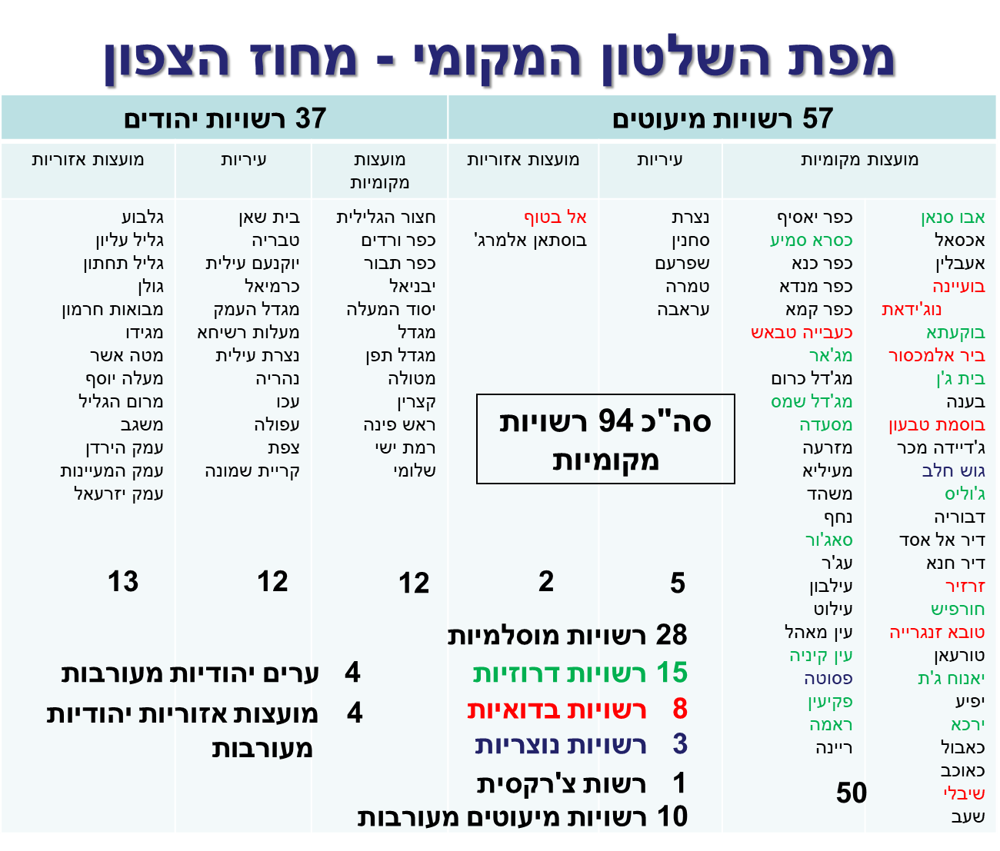 מפת השלטון המקומי - מחוז הצפון
57 רשויות מיעוטים
37 רשויות יהודים
מועצות מקומיות
עיריות
מועצות אזוריות
מועצות
מקומיות
עיריות
מועצות אזוריות
אבו סנאן
אכסאל
אעבלין
בועיינה
נוג'ידאת
בוקעתא
ביר אלמכסור
בית ג'ן
בענה
בוסמת טבעון
ג'דיידה מכר
גוש חלב
ג'וליס
דבוריה
דיר אל אסד
דיר חנא
זרזיר
חורפיש
טובא זנגרייה
טורעאן
יאנוח ג'ת
יפיע
ירכא
כאבול
כאוכב
שיבלי
שעב
כפר יאסיף
כסרא סמיע
כפר כנא
כפר מנדא
כפר קמא
כעבייה טבאש
מג'אר
מג'דל כרום
מג'דל שמס
מסעדה
מזרעה
מעיליא
משהד
נחף
סאג'ור
עג'ר
עילבון
עילוט
עין מאהל
עין קיניה
פסוטה
פקיעין
ראמה
ריינה
50
נצרת
סחנין
שפרעם
טמרה
עראבה
5
אל בטוף
בוסתאן אלמרג'
2
סה"כ 94 רשויות
מקומיות
חצור הגלילית
כפר ורדים
כפר תבור
יבניאל
יסוד המעלה
מגדל
מגדל תפן
מטולה
קצרין
ראש פינה
רמת ישי
שלומי
12
בית שאן
טבריה
יוקנעם עילית
כרמיאל
מגדל העמק
מעלות רשיחא
נצרת עילית
נהריה
עכו
עפולה
צפת
קריית שמונה
12
גלבוע
גליל עליון
גליל תחתון
גולן
מבואות חרמון
מגידו
מטה אשר
מעלה יוסף
מרום הגליל
משגב
עמק הירדן
עמק המעיינות
עמק יזרעאל
13
28 רשויות מוסלמיות
15 רשויות דרוזיות
8 רשויות בדואיות
3 רשויות נוצריות
1 רשות צ'רקסית
10 רשויות מיעוטים מעורבות
4 ערים יהודיות מעורבות
4 מועצות אזוריות יהודיות
מעורבות